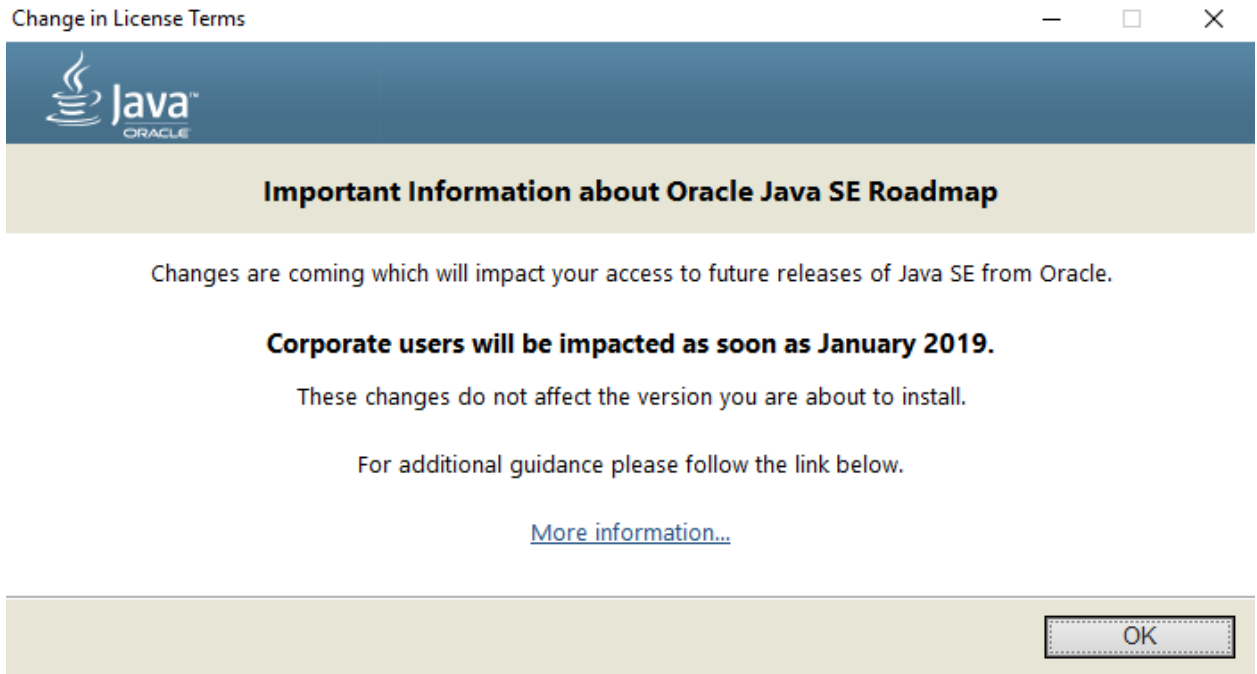 Change in License Terms
Java™
ORACLE
Important Information about Oracle Java SE Roadmap
Changes are coming which will impact your access to future releases of Java SE from Oracle.
Corporate users will be impacted as soon as January 2019.
These changes do not affect the version you are about to install.
For additional guidance please follow the link below.
More information...
OK